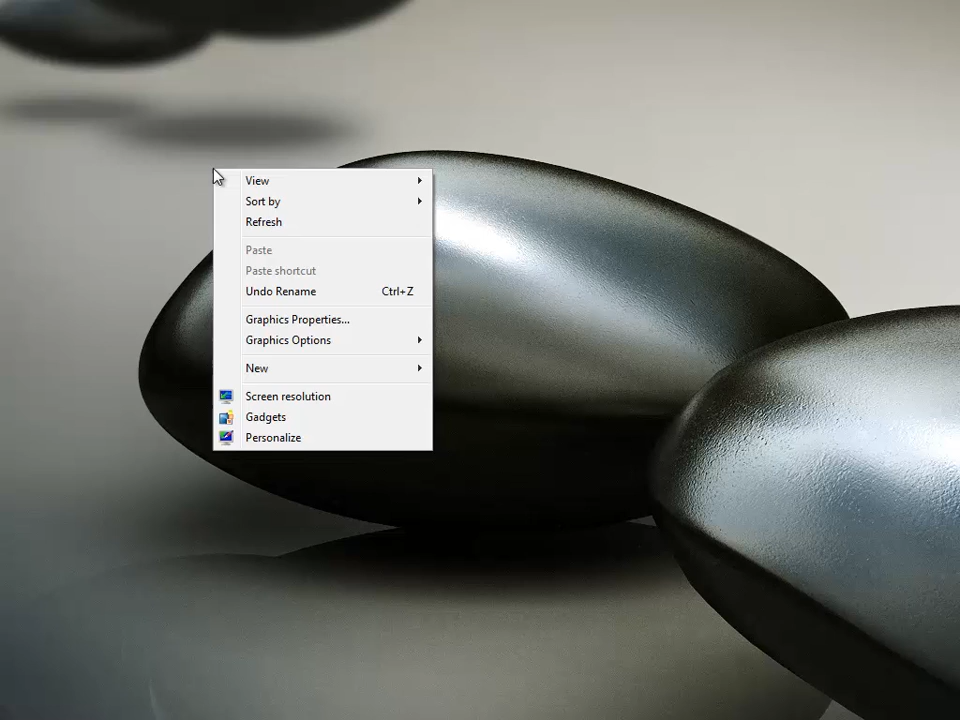 View
Sort by
Refresh
Paste
Paste shortcut
Undo Rename Ctrl+Z
Graphics Properties...
Graphics Options
New
Screen resolution
Gadgets
Personalize